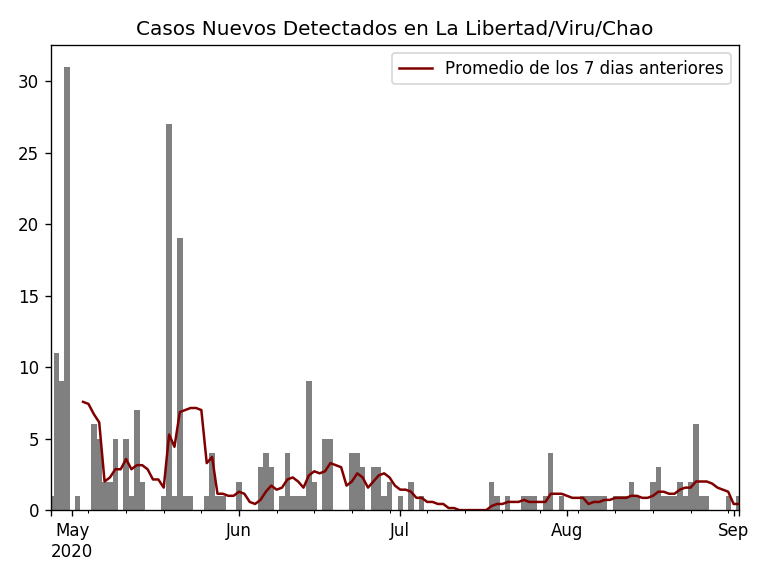 Casos Nuevos Detectados en La Libertad/Viru/Chao
Promedio de los 7 dias anteriores
30
25
20
15
10
5
0
May Jun Jul Aug Sep
2020